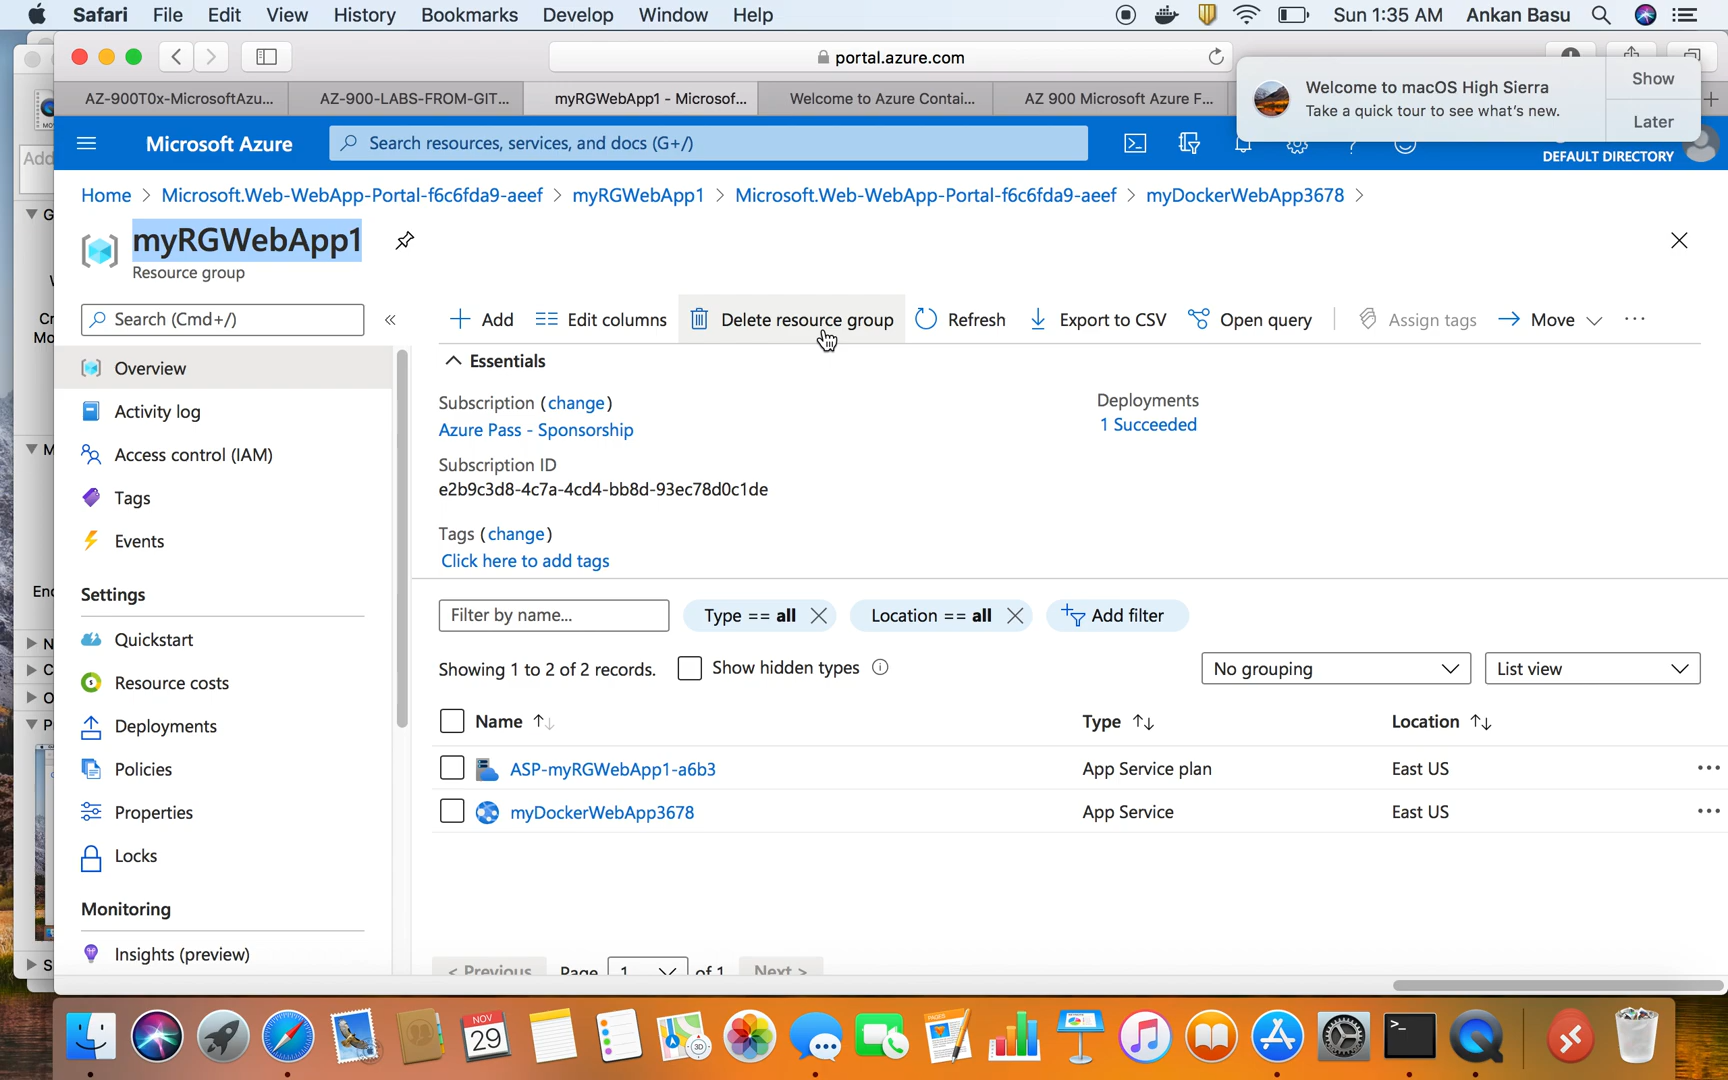 Safari File Edit View History Bookmarks Develop Window Help Sun 1:35 AM Ankan Basu
portal.azure.com
AZ-900T0x-MicrosoftAzu... AZ-900-LABS-FROM-GIT... myRGWebApp1 - Microsof... Welcome to Azure Contai... AZ 900 Microsoft Azure F...
Welcome to macOS High Sierra
Take a quick tour to see what's new.
Show
Later
Microsoft Azure Search resources, services, and docs (G+/)
DEFAULT DIRECTORY
Home > Microsoft.Web-WebApp-Portal-f6c6fda9-aeef > myRGWebApp1 > Microsoft.Web-WebApp-Portal-f6c6fda9-aeef > myDockerWebApp3678 >
myRGWebApp1
Resource group
Search (Cmd+/) «
Add Edit columns Delete resource group Refresh Export to CSV Open query Assign tags Move ...
Overview
Activity log
Access control (IAM)
Tags
Events
Settings
Quickstart
Resource costs
Deployments
Policies
Properties
Locks
Monitoring
Insights (preview)
Essentials
Subscription (change)
Azure Pass - Sponsorship
Subscription ID
e2b9c3d8-4c7a-4cd4-bb8d-93ec78d0c1de
Tags (change)
Click here to add tags
Deployments
1 Succeeded
Filter by name... Type == all Location == all Add filter
Showing 1 to 2 of 2 records. Show hidden types No grouping List view
Name Type Location
ASP-myRGWebApp1-a6b3 App Service plan East US
myDockerWebApp3678 App Service East US
< Previous Page 1 of 1 Next >
NOV
29
3D
PAGES